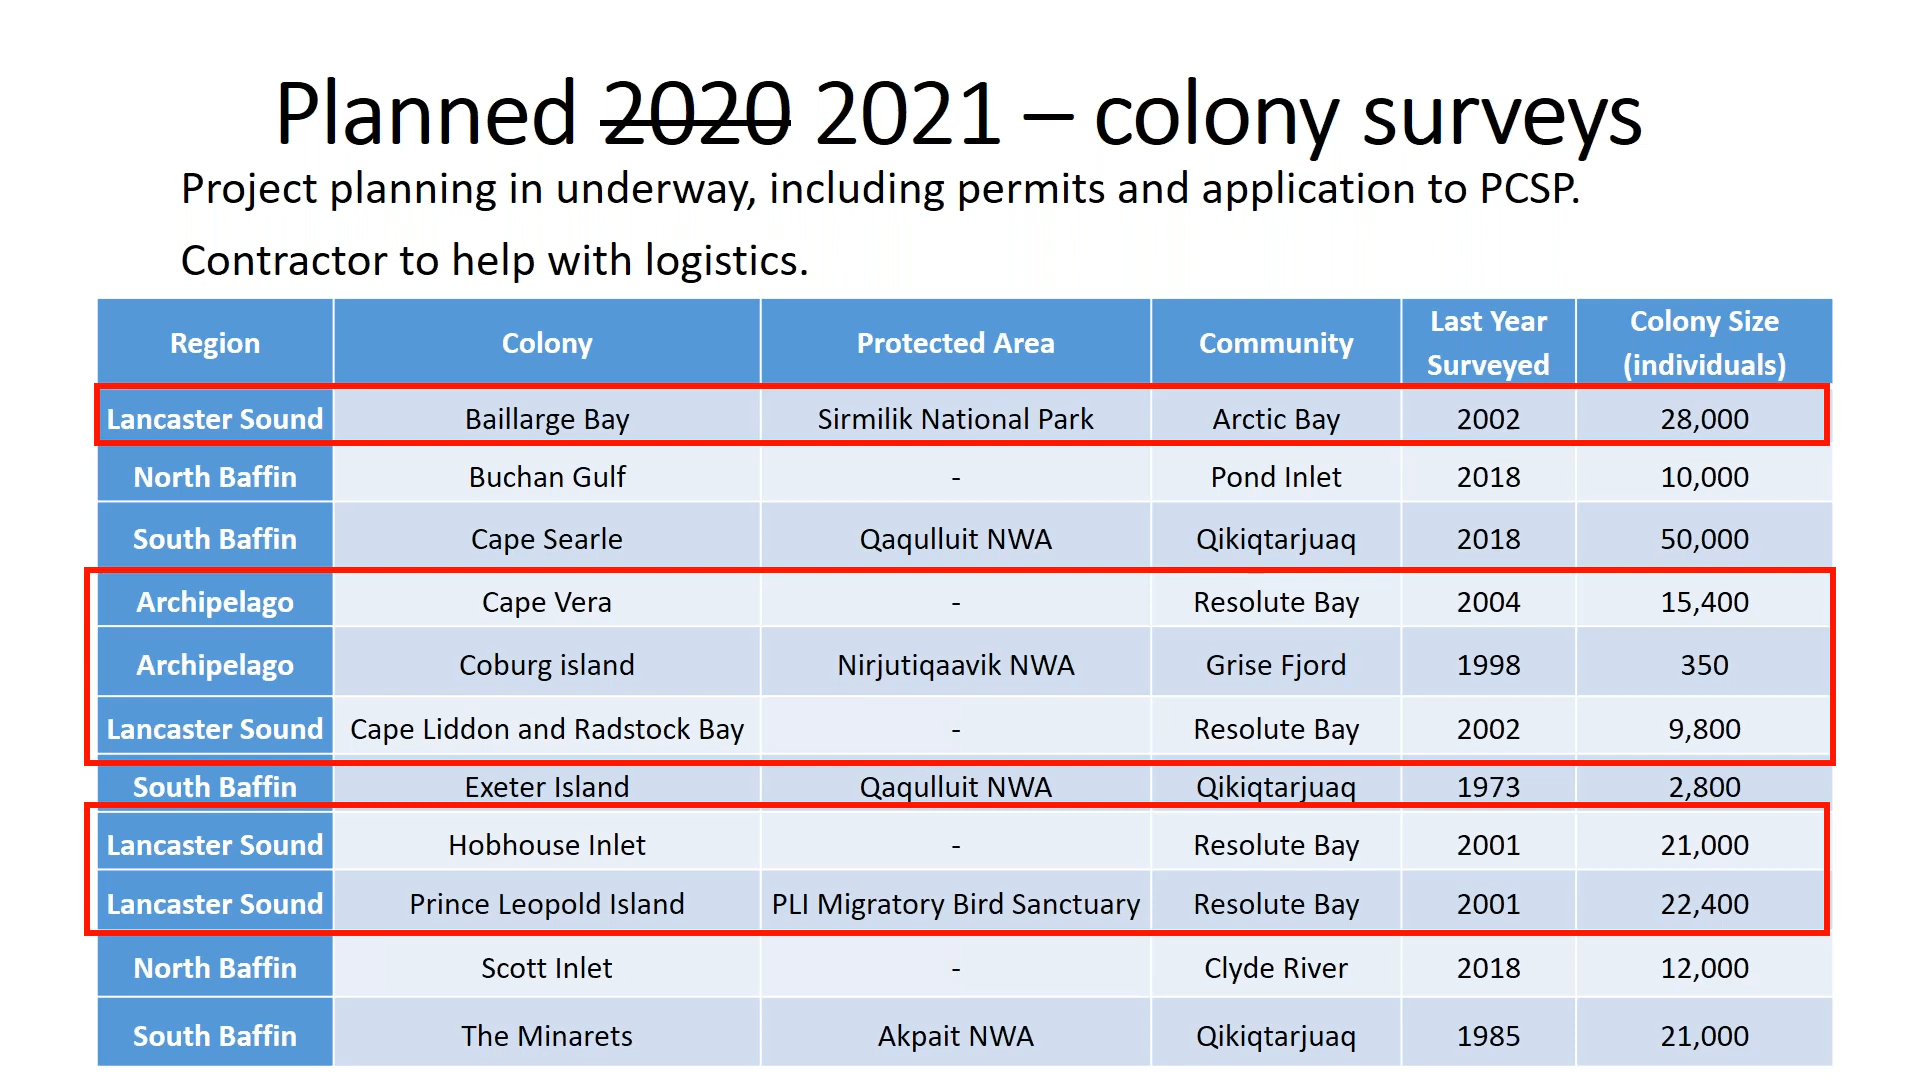 Planned 2020 2021 – colony surveys
Project planning in underway, including permits and application to PCSP.
Contractor to help with logistics.
Region Colony Protected Area Community Last Year Surveyed Colony Size (individuals)
Lancaster Sound Baillarge Bay Sirmilik National Park Arctic Bay 2002 28,000
North Baffin Buchan Gulf - Pond Inlet 2018 10,000
South Baffin Cape Searle Qaqulluit NWA Qikiqtarjuaq 2018 50,000
Archipelago Cape Vera - Resolute Bay 2004 15,400
Archipelago Coburg island Nirjutiqaavik NWA Grise Fjord 1998 350
Lancaster Sound Cape Liddon and Radstock Bay - Resolute Bay 2002 9,800
South Baffin Exeter Island Qaqulluit NWA Qikiqtarjuaq 1973 2,800
Lancaster Sound Hobhouse Inlet - Resolute Bay 2001 21,000
Lancaster Sound Prince Leopold Island PLI Migratory Bird Sanctuary Resolute Bay 2001 22,400
North Baffin Scott Inlet - Clyde River 2018 12,000
South Baffin The Minarets Akpait NWA Qikiqtarjuaq 1985 21,000